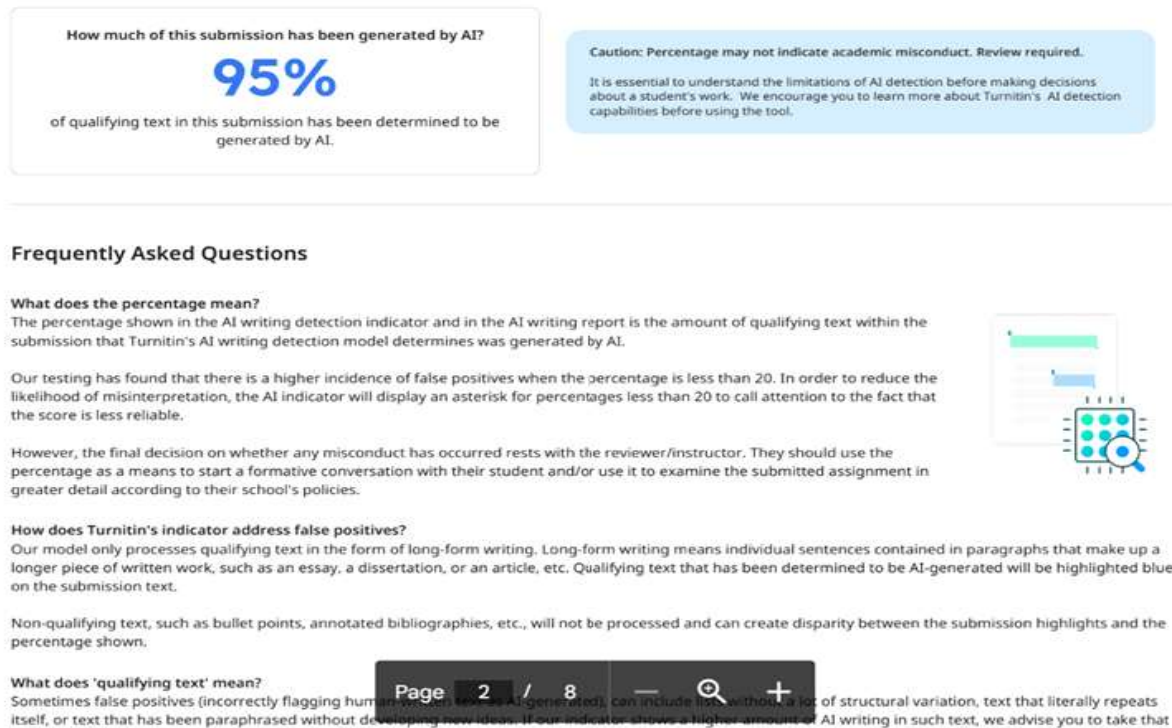 How much of this submission has been generated by AI?
95%
of qualifying text in this submission has been determined to be
generated by AI.
Caution: Percentage may not indicate academic misconduct. Review required.
It is essential to understand the limitations of AI detection before making decisions
about a student's work. We encourage you to learn more about Turnitin's AI detection
capabilities before using the tool.
Frequently Asked Questions
What does the percentage mean?
The percentage shown in the AI writing detection indicator and in the AI writing report is the amount of qualifying text within the
submission that Turnitin's AI writing detection model determines was generated by AI.
Our testing has found that there is a higher incidence of false positives when the percentage is less than 20. In order to reduce the
likelihood of misinterpretation, the AI indicator will display an asterisk for percentages less than 20 to call attention to the fact that
the score is less reliable.
However, the final decision on whether any misconduct has occurred rests with the reviewer/instructor. They should use the
percentage as a means to start a formative conversation with their student and/or use it to examine the submitted assignment in
greater detail according to their school's policies.
How does Turnitin's indicator address false positives?
Our model only processes qualifying text in the form of long-form writing. Long-form writing means individual sentences contained in paragraphs that make up a
longer piece of written work, such as an essay, a dissertation, or an article, etc. Qualifying text that has been determined to be AI-generated will be highlighted blue
on the submission text.
Non-qualifying text, such as bullet points, annotated bibliographies, etc., will not be processed and can create disparity between the submission highlights and the
percentage shown.
What does 'qualifying text' mean?
Sometimes false positives (incorrectly flagging human-written text as AI-generated), can include lists without a lot of structural variation, text that literally repeats
itself, or text that has been paraphrased without developing new ideas. If our indicator shows a higher amount of AI writing in such text, we advise you to take the
Page 2 / 8